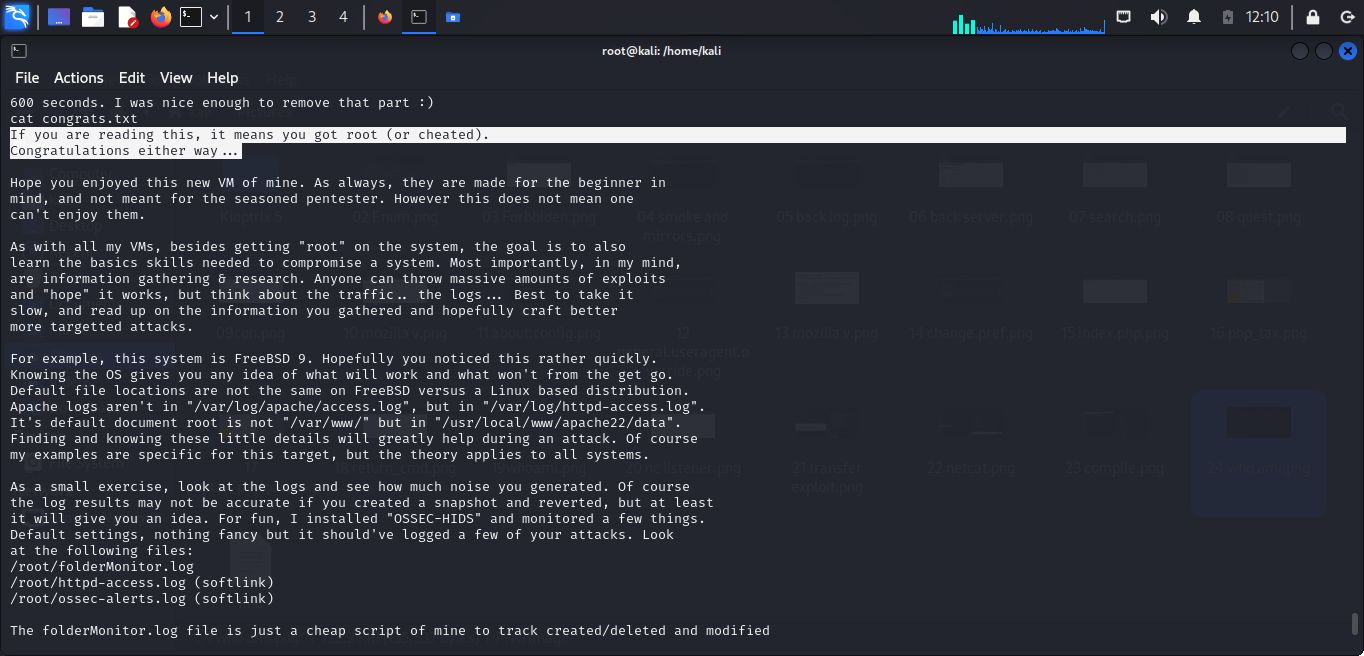 1 2 3 4 12:10
root@kali: /home/kali
File Actions Edit View Help
600 seconds. I was nice enough to remove that part :)
cat congrats.txt
If you are reading this, it means you got root (or cheated).
Congratulations either way...
Hope you enjoyed this new VM of mine. As always, they are made for the beginner in
mind, and not meant for the seasoned pentester. However this does not mean one
can't enjoy them.
As with all my VMs, besides getting "root" on the system, the goal is to also
learn the basics skills needed to compromise a system. Most importantly, in my mind,
are information gathering & research. Anyone can throw massive amounts of exploits
and "hope" it works, but think about the traffic.. the logs... Best to take it
slow, and read up on the information you gathered and hopefully craft better
more targetted attacks.
For example, this system is FreeBSD 9. Hopefully you noticed this rather quickly.
Knowing the OS gives you any idea of what will work and what won't from the get go.
Default file locations are not the same on FreeBSD versus a Linux based distribution.
Apache logs aren't in "/var/log/apache/access.log", but in "/var/log/httpd-access.log".
It's default document root is not "/var/www/" but in "/usr/local/www/apache22/data".
Finding and knowing these little details will greatly help during an attack. Of course
my examples are specific for this target, but the theory applies to all systems.
As a small exercise, look at the logs and see how much noise you generated. Of course
the log results may not be accurate if you created a snapshot and reverted, but at least
it will give you an idea. For fun, I installed "OSSEC-HIDS" and monitored a few things.
Default settings, nothing fancy but it should've logged a few of your attacks. Look
at the following files:
/root/folderMonitor.log
/root/httpd-access.log (softlink)
/root/ossec-alerts.log (softlink)
The folderMonitor.log file is just a cheap script of mine to track created/deleted and modified